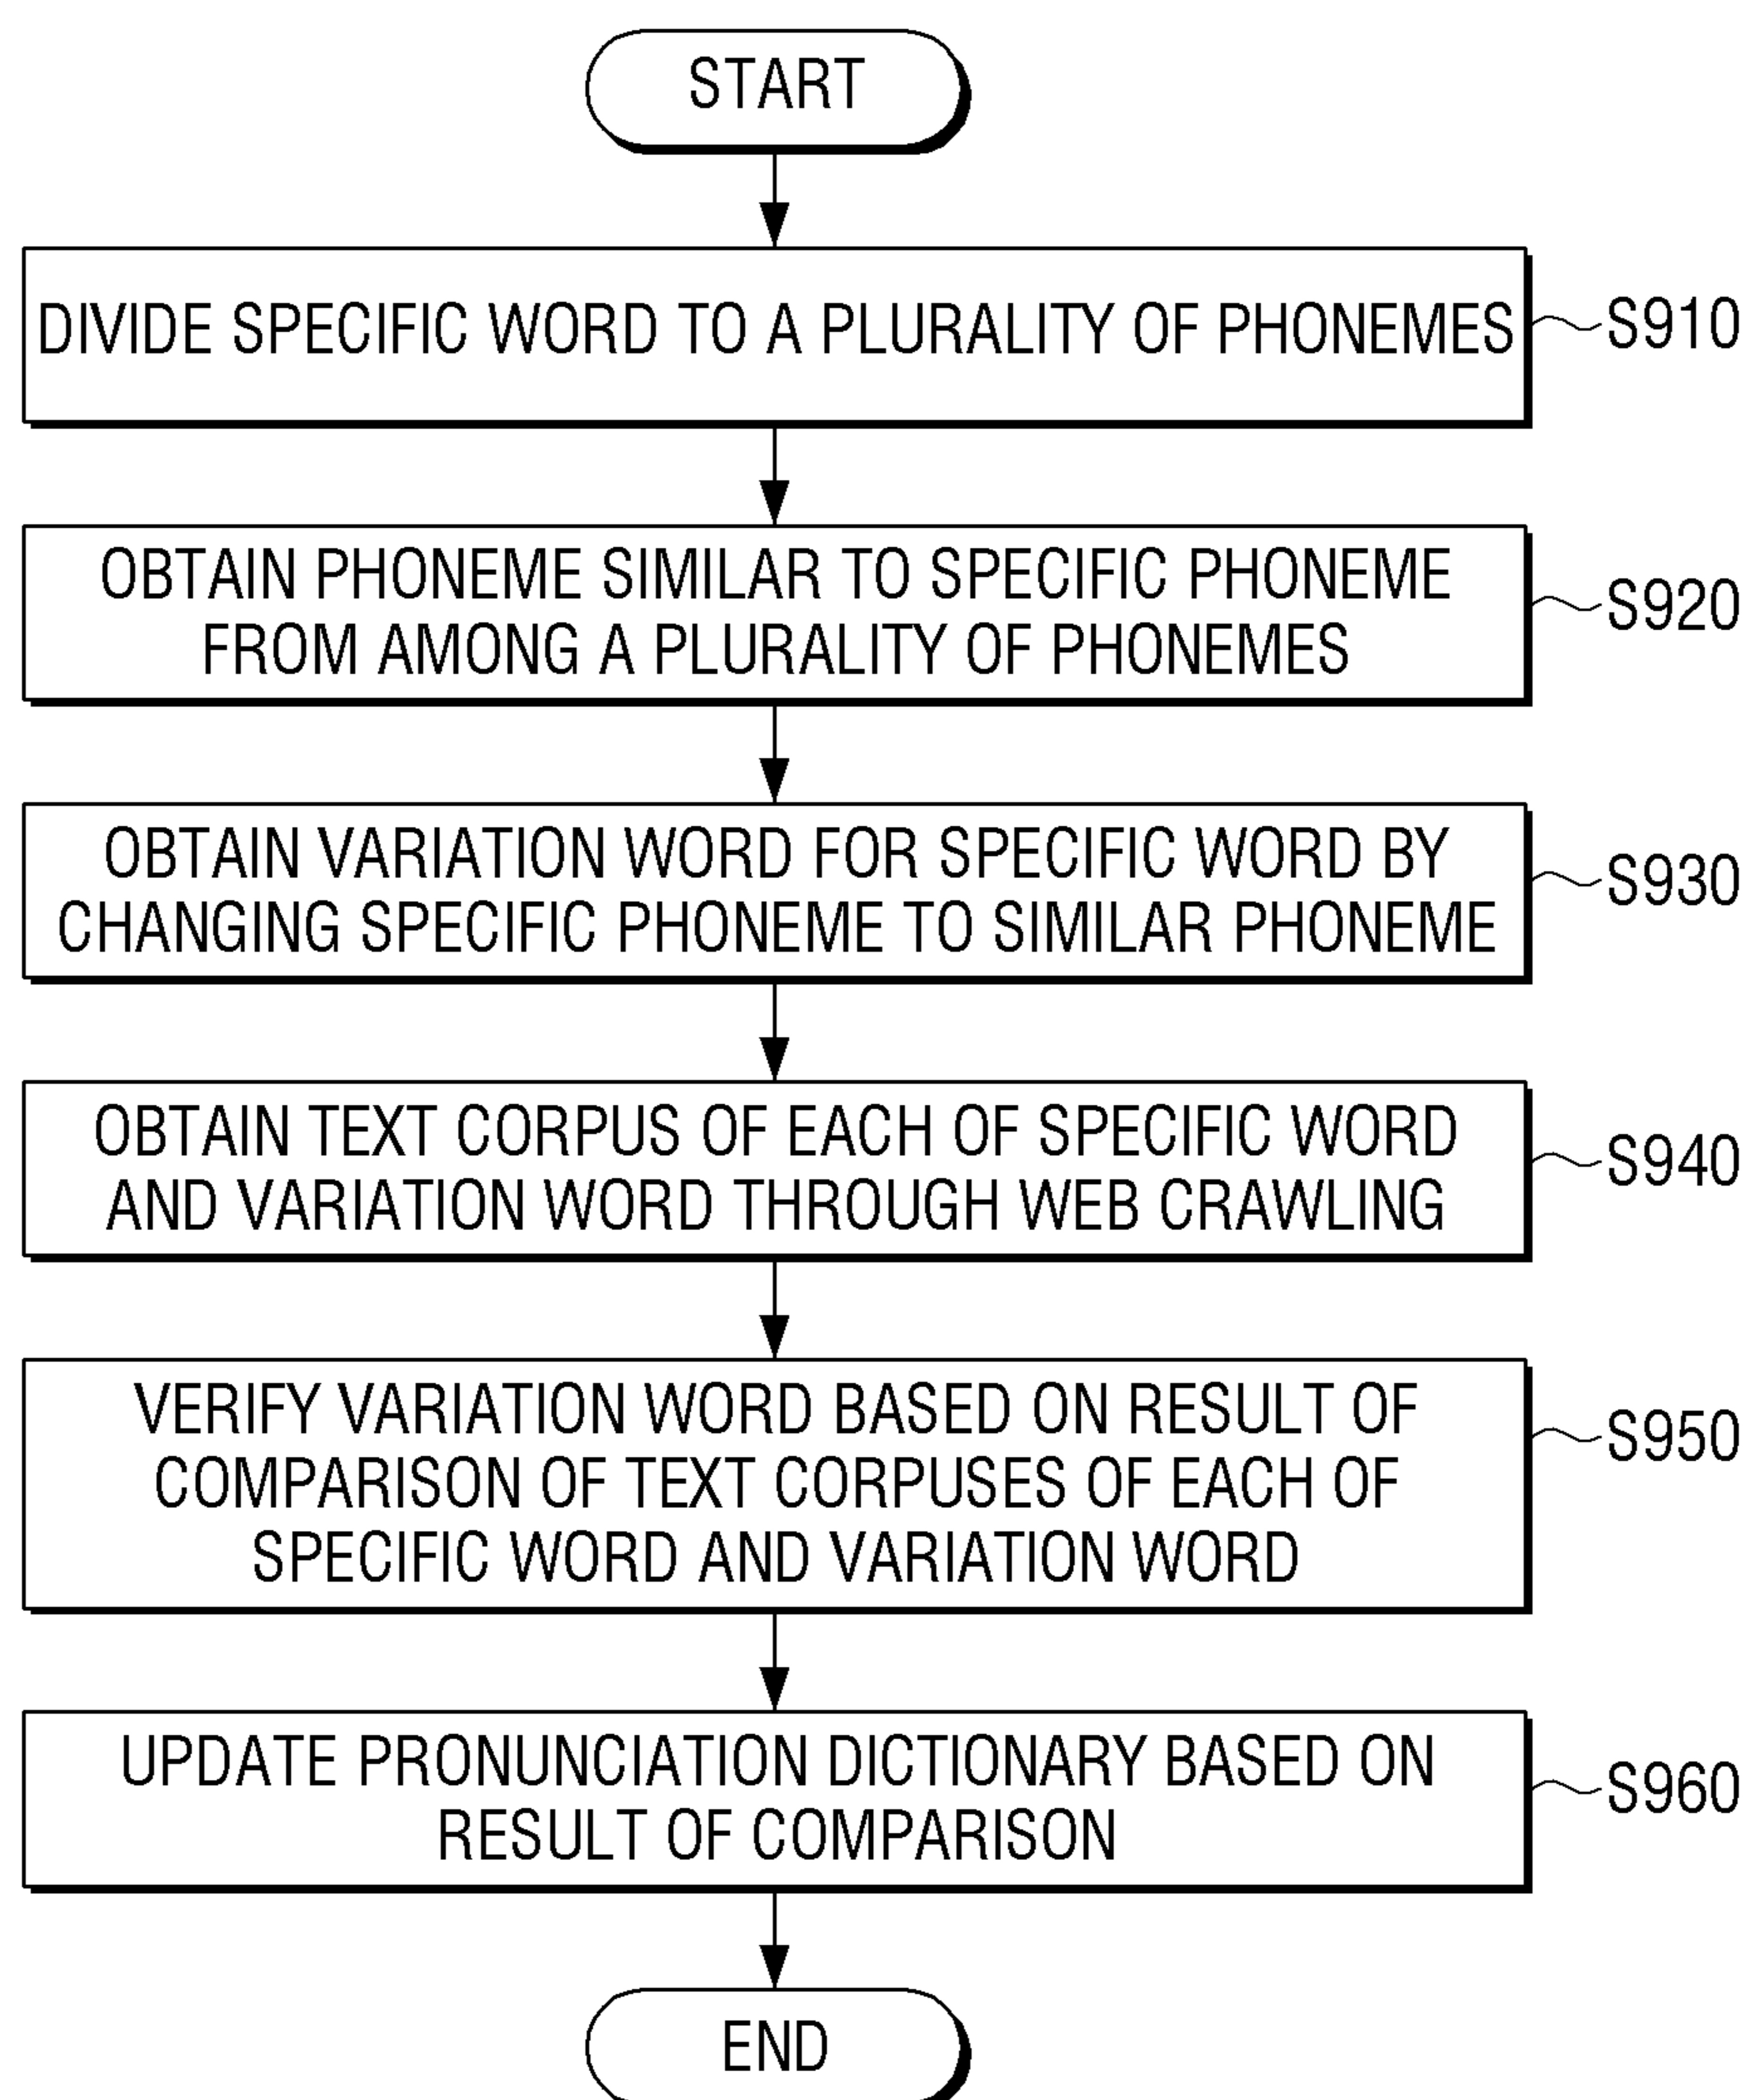 START
DIVIDE SPECIFIC WORD TO A PLURALITY OF PHONEMES
S910
OBTAIN PHONEME SIMILAR TO SPECIFIC PHONEME
FROM AMONG A PLURALITY OF PHONEMES
S920
OBTAIN VARIATION WORD FOR SPECIFIC WORD BY
CHANGING SPECIFIC PHONEME TO SIMILAR PHONEME
S930
OBTAIN TEXT CORPUS OF EACH OF SPECIFIC WORD
AND VARIATION WORD THROUGH WEB CRAWLING
S940
VERIFY VARIATION WORD BASED ON RESULT OF
COMPARISON OF TEXT CORPUSES OF EACH OF
SPECIFIC WORD AND VARIATION WORD
S950
UPDATE PRONUNCIATION DICTIONARY BASED ON
RESULT OF COMPARISON
S960
END